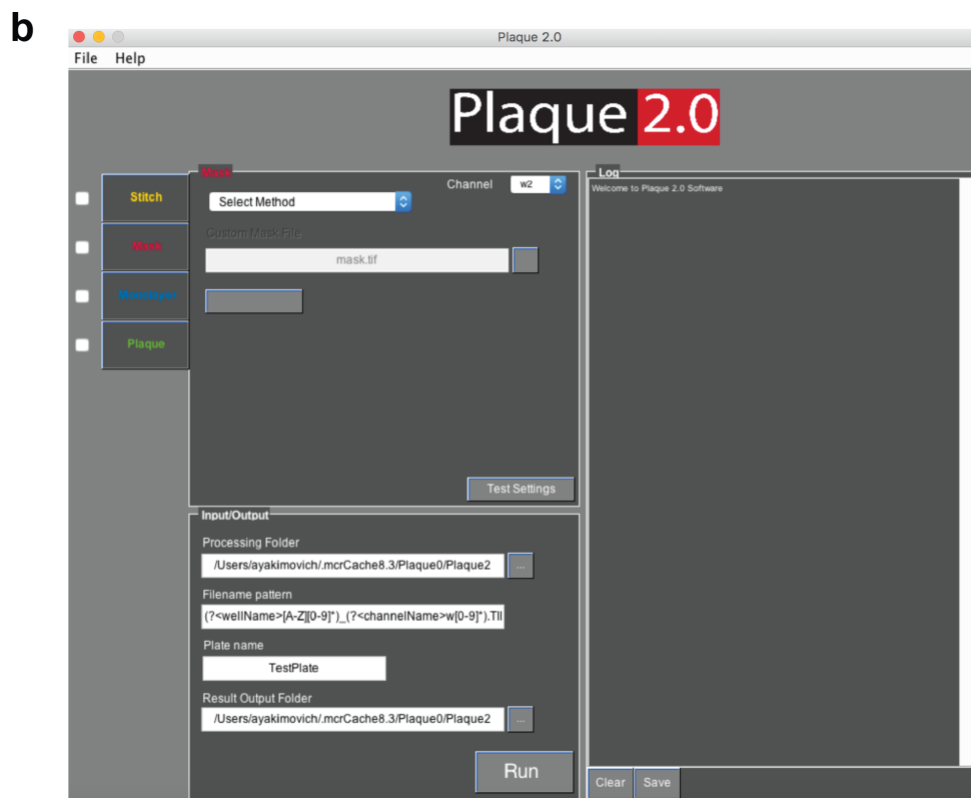 b
Plaque 2.0
File Help
Plaque 2.0
Stitch
Mask
Monolayer
Plaque
Mask
Channel w2
Select Method
Custom Mask File
mask.tif
Test Settings
Input/Output
Processing Folder
/Users/ayakimovich/.mcrCache8.3/Plaque0/Plaque2 ...
Filename pattern
(?<wellName>[A-Z][0-9]*)_(?<channelName>w[0-9]*).TIF
Plate name
TestPlate
Result Output Folder
/Users/ayakimovich/.mcrCache8.3/Plaque0/Plaque2 ...
Run
Log
Welcome to Plaque 2.0 Software
Clear Save